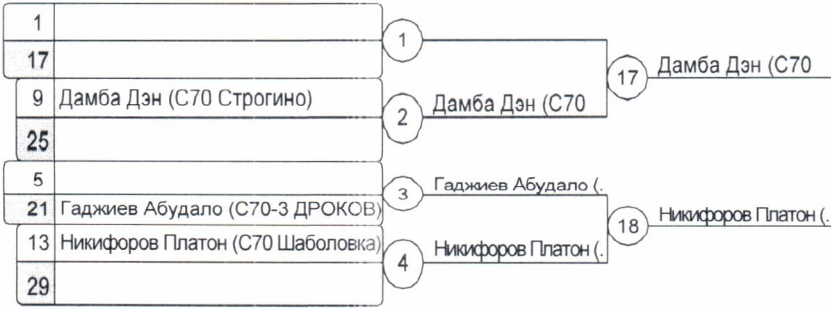 1
17
1
17
Дамба Дэн (С70
9 Дамба Дэн (С70 Строгино)
2
Дамба Дэн (С70
25
5
3
Гаджиев Абудало (.
21 Гаджиев Абудало (С70-3 ДРОКОВ)
18
Никифоров Платон (.
13 Никифоров Платон (С70 Шаболовка)
4
Никифоров Платон (.
29